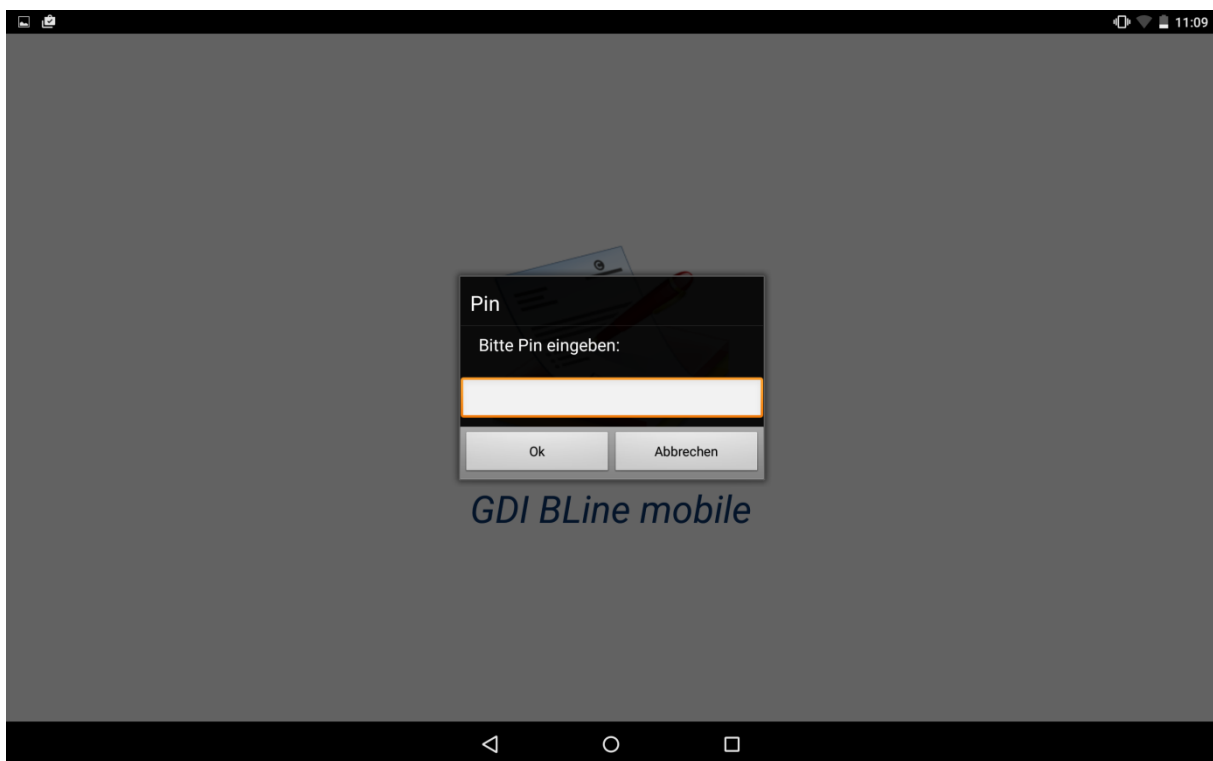 11:09
Pin
Bitte Pin eingeben:
Ok
Abbrechen
GDI BLine mobile